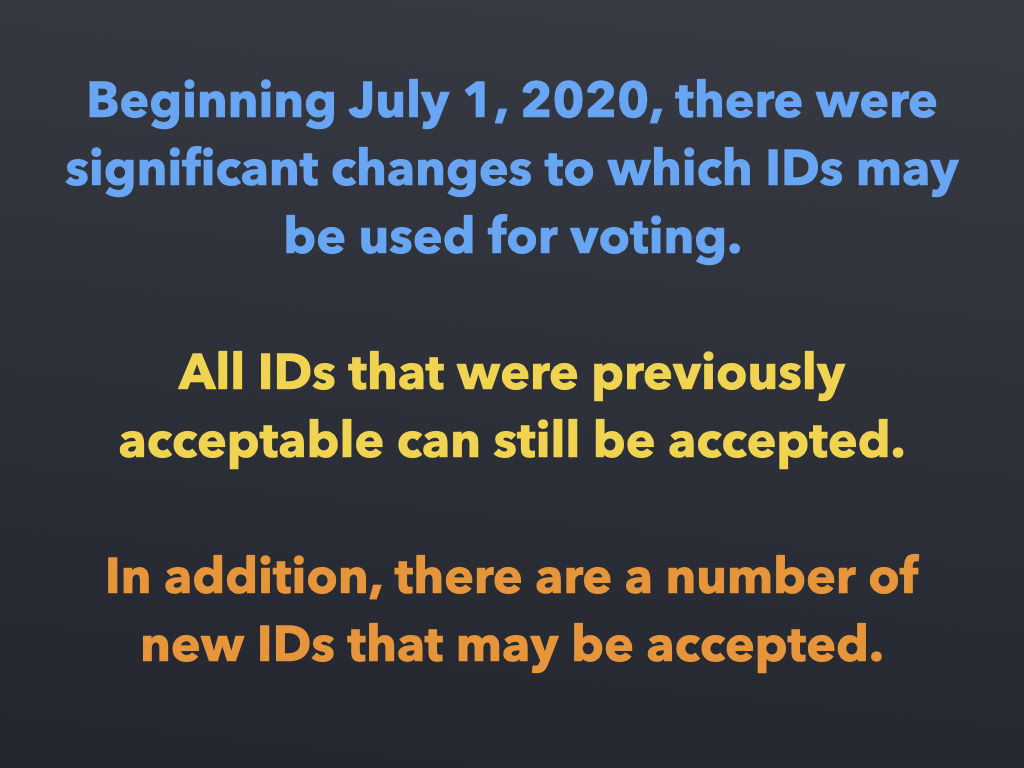 Beginning July 1, 2020, there were
significant changes to which IDs may
be used for voting.
All IDs that were previously
acceptable can still be accepted.
In addition, there are a number of
new IDs that may be accepted.